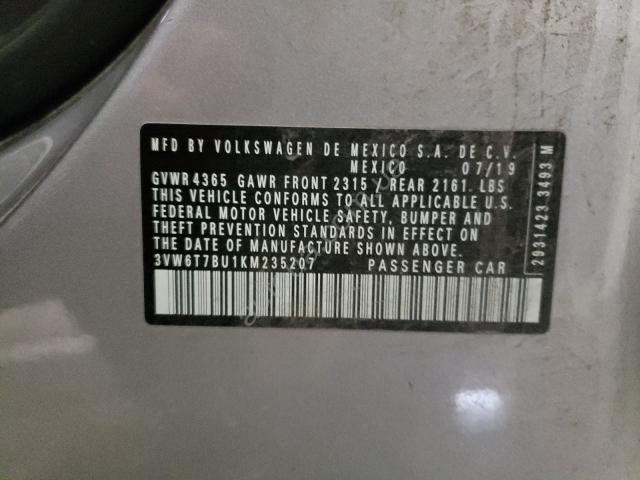 MFD BY VOLKSWAGEN DE MEXICO S.A. DE C.V.
MEXICO 07/19
GVWR 4365 GAWR FRONT 2315 REAR 2161. LBS
THIS VEHICLE CONFORMS TO ALL APPLICABLE U.S.
FEDERAL MOTOR VEHICLE SAFETY, BUMPER AND
THEFT PREVENTION STANDARDS IN EFFECT ON
THE DATE OF MANUFACTURE SHOWN ABOVE.
3VW6T7BU1KM235207 PASSENGER CAR
2931423.3493 M